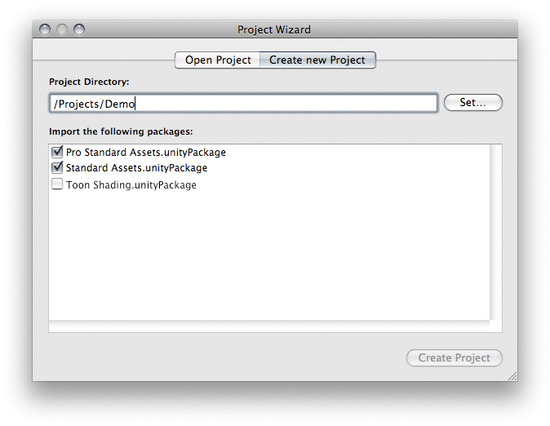 Project Wizard
Open Project Create new Project
Project Directory:
/Projects/Demo Set...
Import the following packages:
Pro Standard Assets.unityPackage
Standard Assets.unityPackage
Toon Shading.unityPackage
Create Project